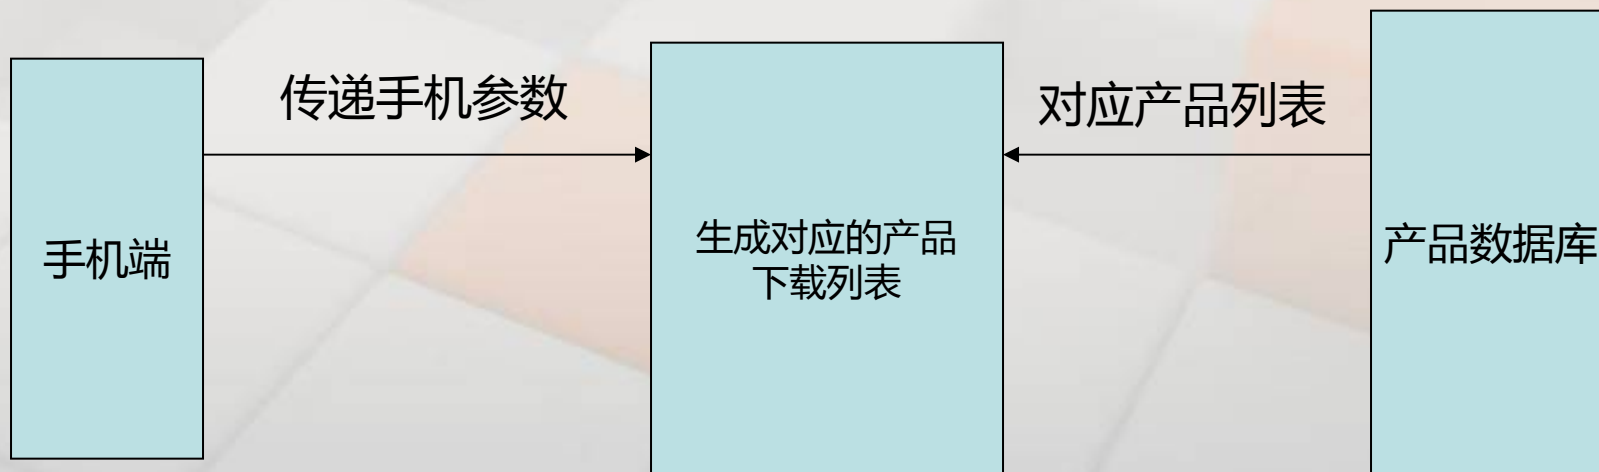 传递手机参数
对应产品列表
手机端
生成对应的产品
下载列表
产品数据库